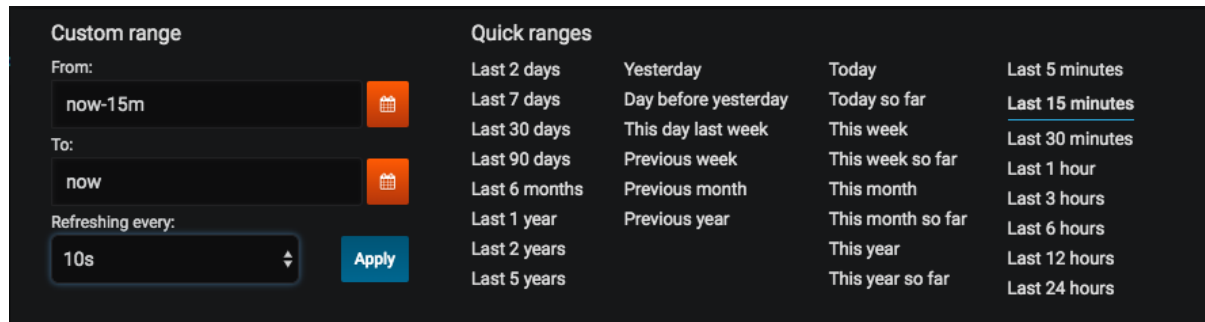 Custom range
From:
now-15m
To:
now
Refreshing every:
10s
Apply
Quick ranges
Last 2 days
Last 7 days
Last 30 days
Last 90 days
Last 6 months
Last 1 year
Last 2 years
Last 5 years
Yesterday
Day before yesterday
This day last week
Previous week
Previous month
Previous year
Today
Today so far
This week
This week so far
This month
This month so far
This year
This year so far
Last 5 minutes
Last 15 minutes
Last 30 minutes
Last 1 hour
Last 3 hours
Last 6 hours
Last 12 hours
Last 24 hours